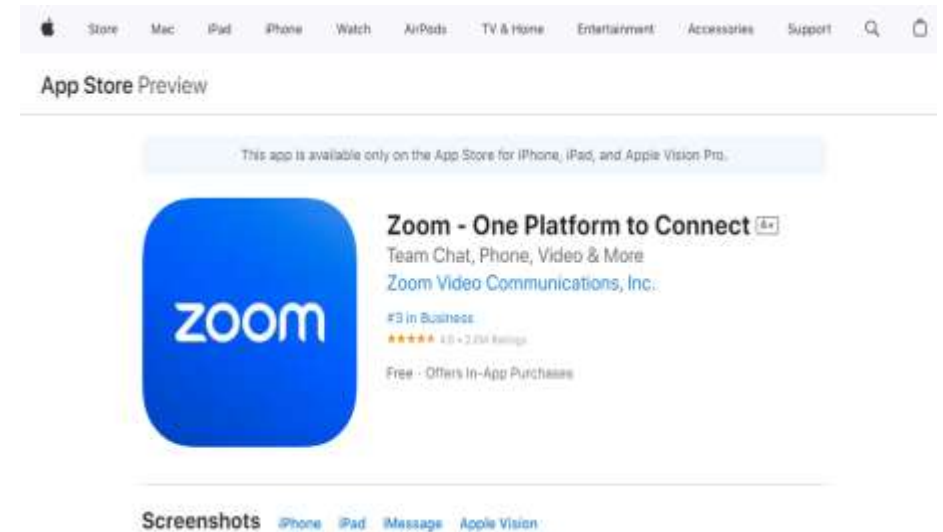 Store Mac iPad iPhone Watch AirPods TV & Home Entertainment Accessories Support
App Store Preview
This app is available only on the App Store for iPhone, iPad, and Apple Vision Pro.
zoom
Zoom - One Platform to Connect 4+
Team Chat, Phone, Video & More
Zoom Video Communications, Inc.
#3 in Business
Ratings
Free · Offers In-App Purchases
Screenshots iPhone iPad iMessage Apple Vision